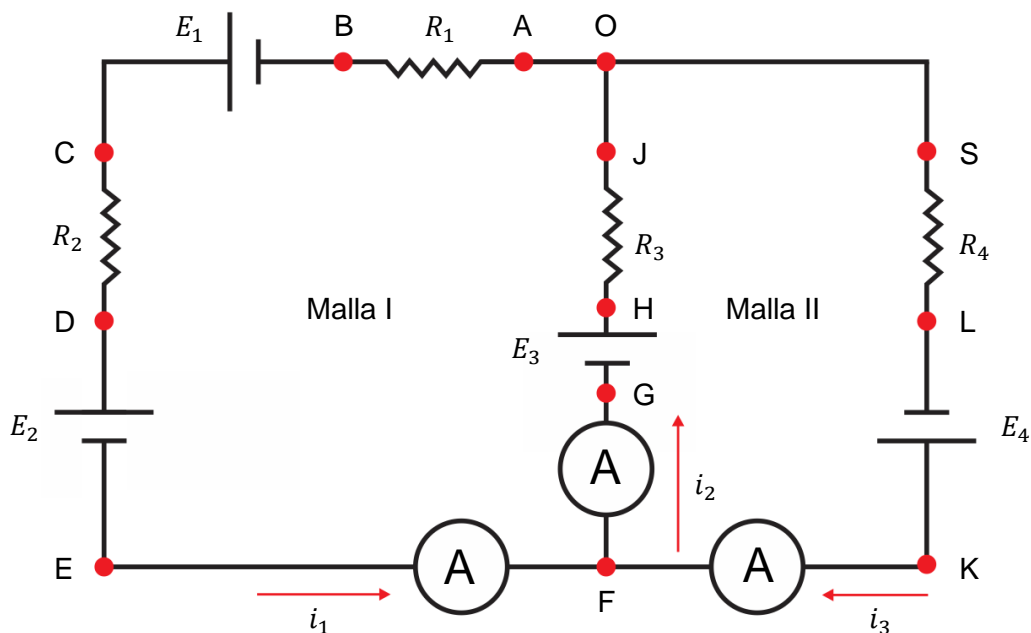 E₁ B R₁ A O
C J S
R₂ R₃ R₄
D Malla I H Malla II L
E₃
G
E₂ E₄
A i₂
E A F A K
i₁ i₃